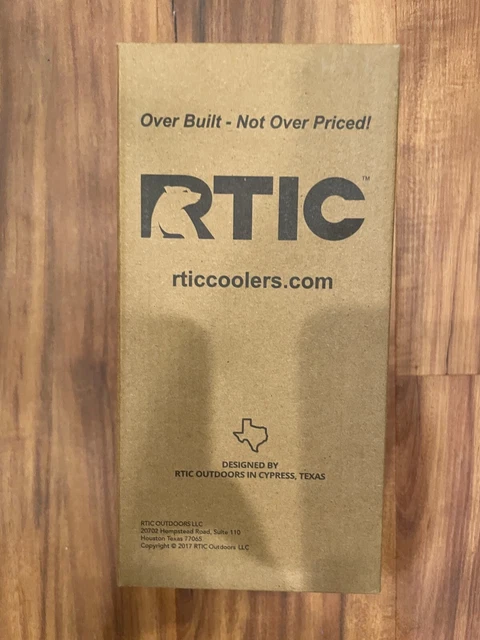 Over Built - Not Over Priced!
RTIC™
rticcoolers.com
DESIGNED BY
RTIC OUTDOORS IN CYPRESS, TEXAS
RTIC OUTDOORS LLC
20702 Hempstead Road, Suite 110
Houston Texas 77065
Copyright © 2017 RTIC Outdoors LLC